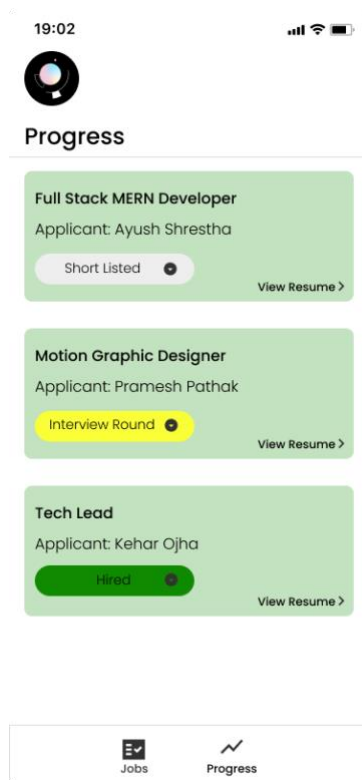 19:02
Progress
Full Stack MERN Developer
Applicant: Ayush Shrestha
Short Listed
View Resume >
Motion Graphic Designer
Applicant: Pramesh Pathak
Interview Round
View Resume >
Tech Lead
Applicant: Kehar Ojha
Hired
View Resume >
Jobs
Progress